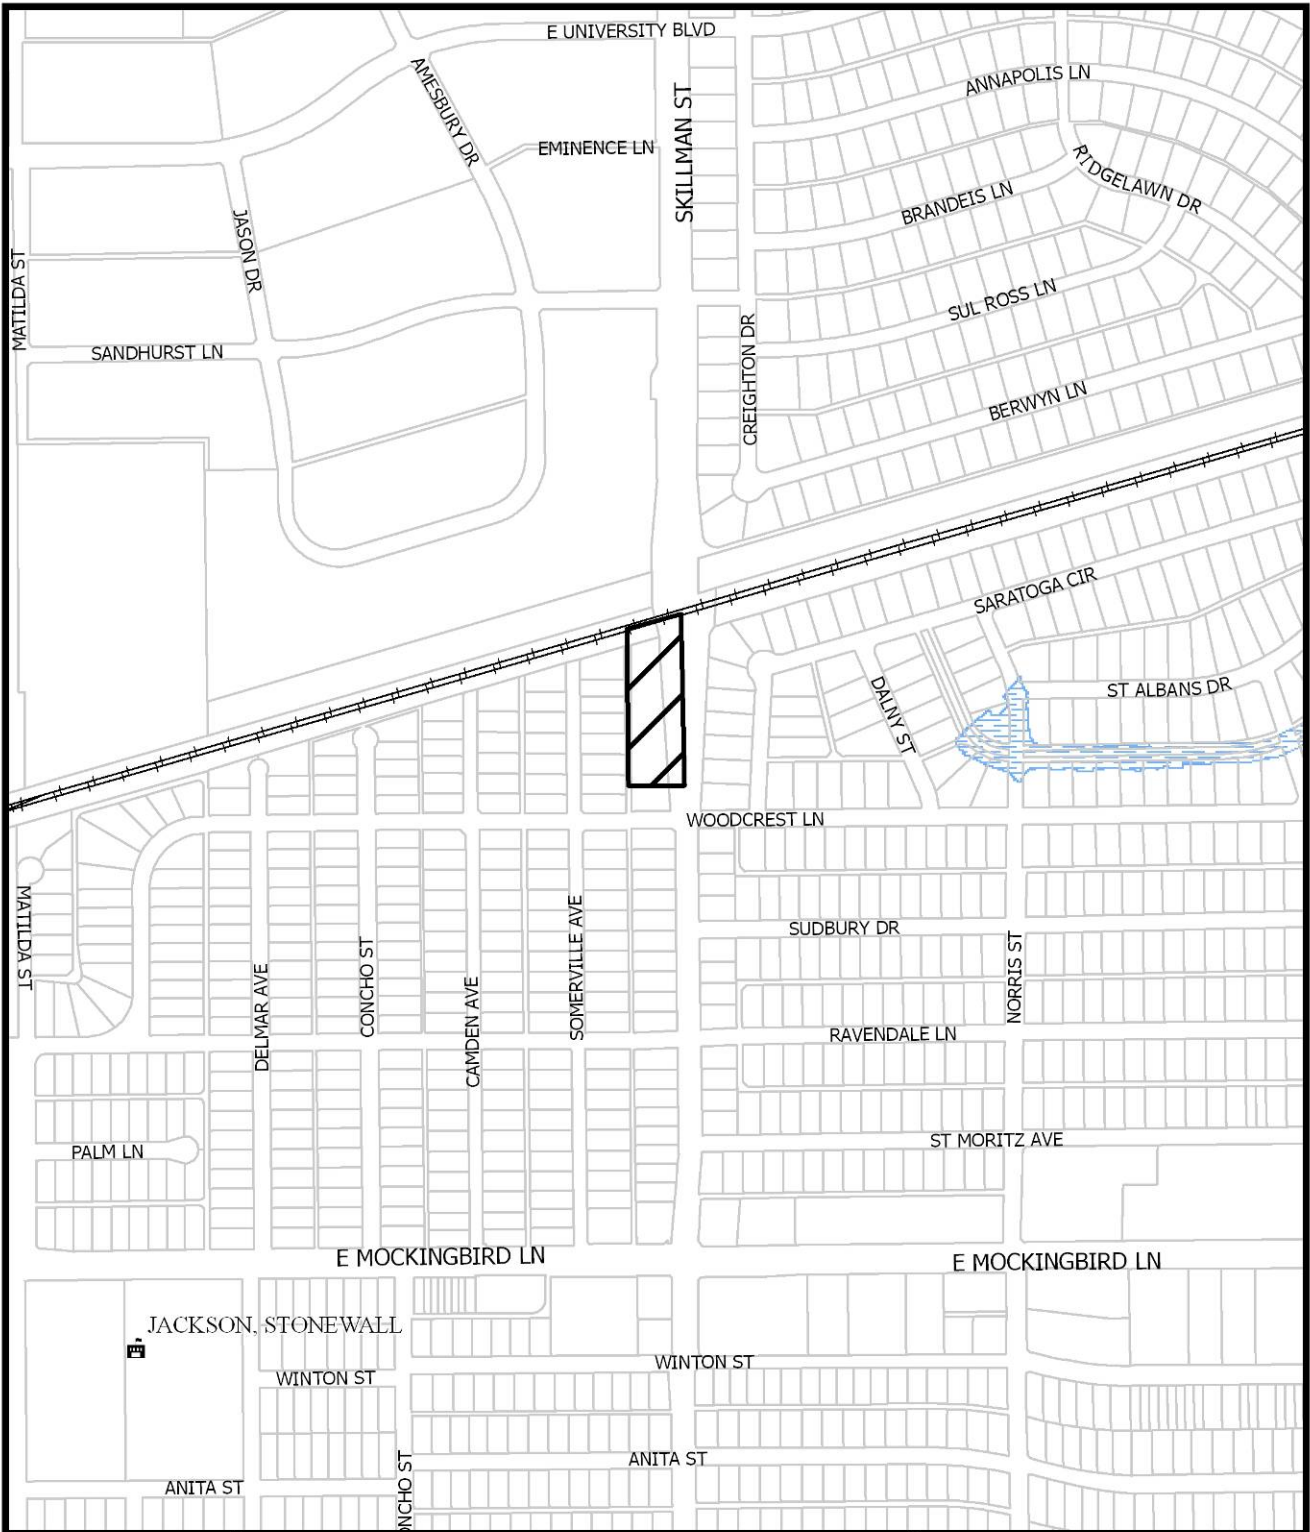 E UNIVERSITY BLVD
AMESBURY DR
ANNAPOLIS LN
SKILLMAN ST
EMINENCE LN
RIDGELAWN DR
BRANDEIS LN
JASON DR
MATILDA ST
SUL ROSS LN
SANDHURST LN
CREIGHTON DR
BERWYN LN
SARATOGA CIR
DALNY ST
ST ALBANS DR
WOODCREST LN
MATILDA ST
SOMERVILLE AVE
SUDBURY DR
NORRIS ST
CONCHO ST
DELMAR AVE
CAMDEN AVE
RAVENDALE LN
PALM LN
ST MORITZ AVE
E MOCKINGBIRD LN
E MOCKINGBIRD LN
JACKSON, STONEWALL
WINTON ST
WINTON ST
ANITA ST
ANITA ST
ONCHO ST